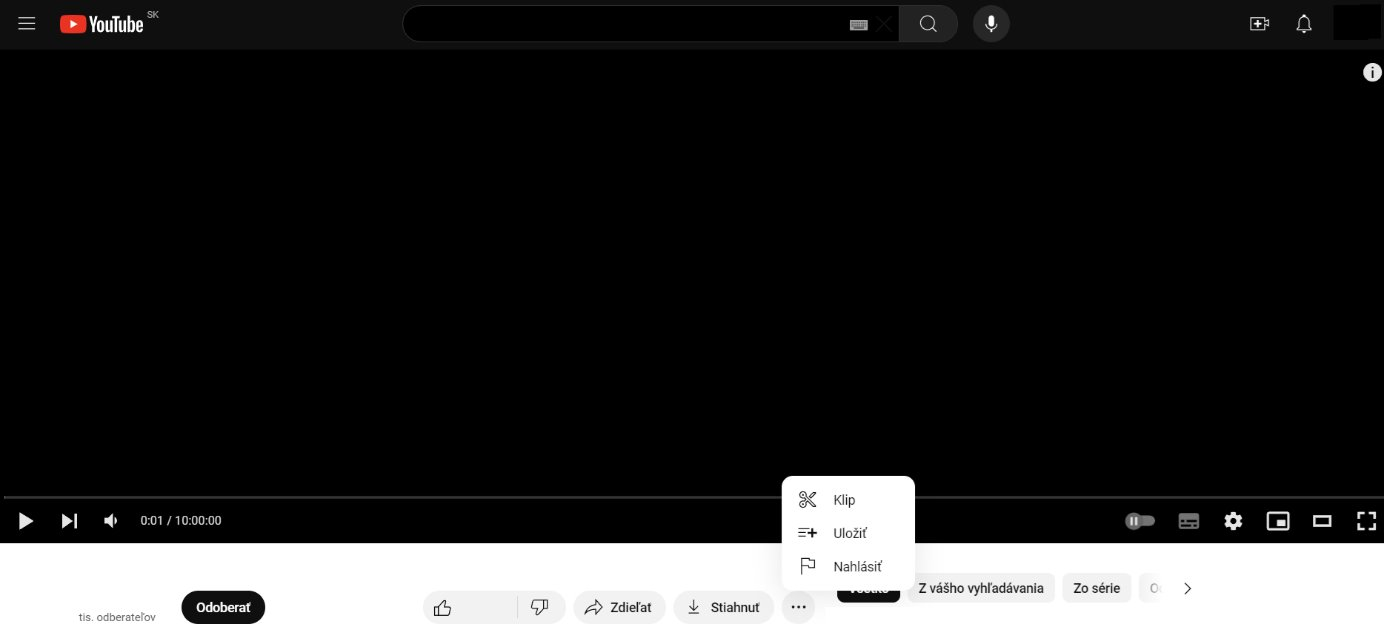 YouTube SK
0:01 / 10:00:00
Klip
Uložiť
Nahlásiť
Z vášho vyhľadávania
Zo série
tis. odberateľov
Odoberať
Zdieľať
Stiahnuť